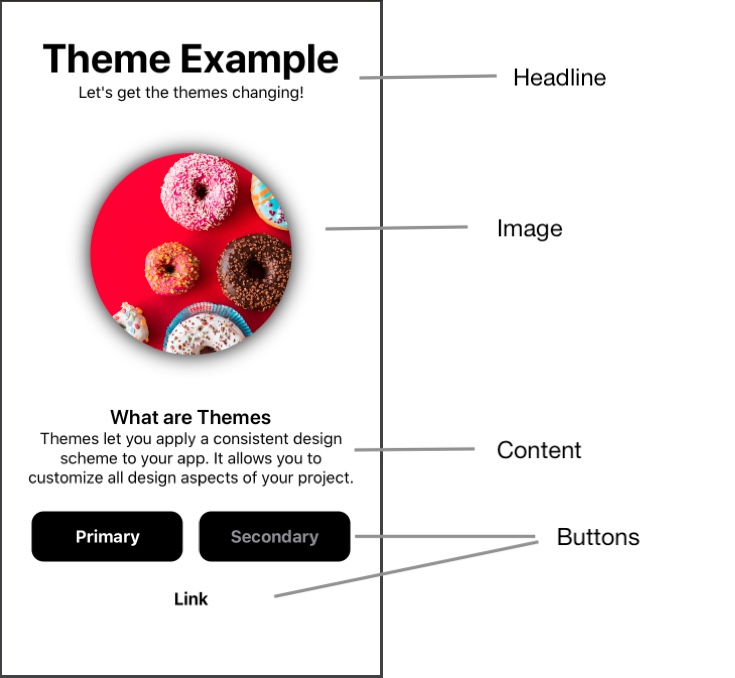 Theme Example
Let's get the themes changing!
Headline
Image
What are Themes
Themes let you apply a consistent design
scheme to your app. It allows you to
customize all design aspects of your project.
Content
Primary
Secondary
Buttons
Link